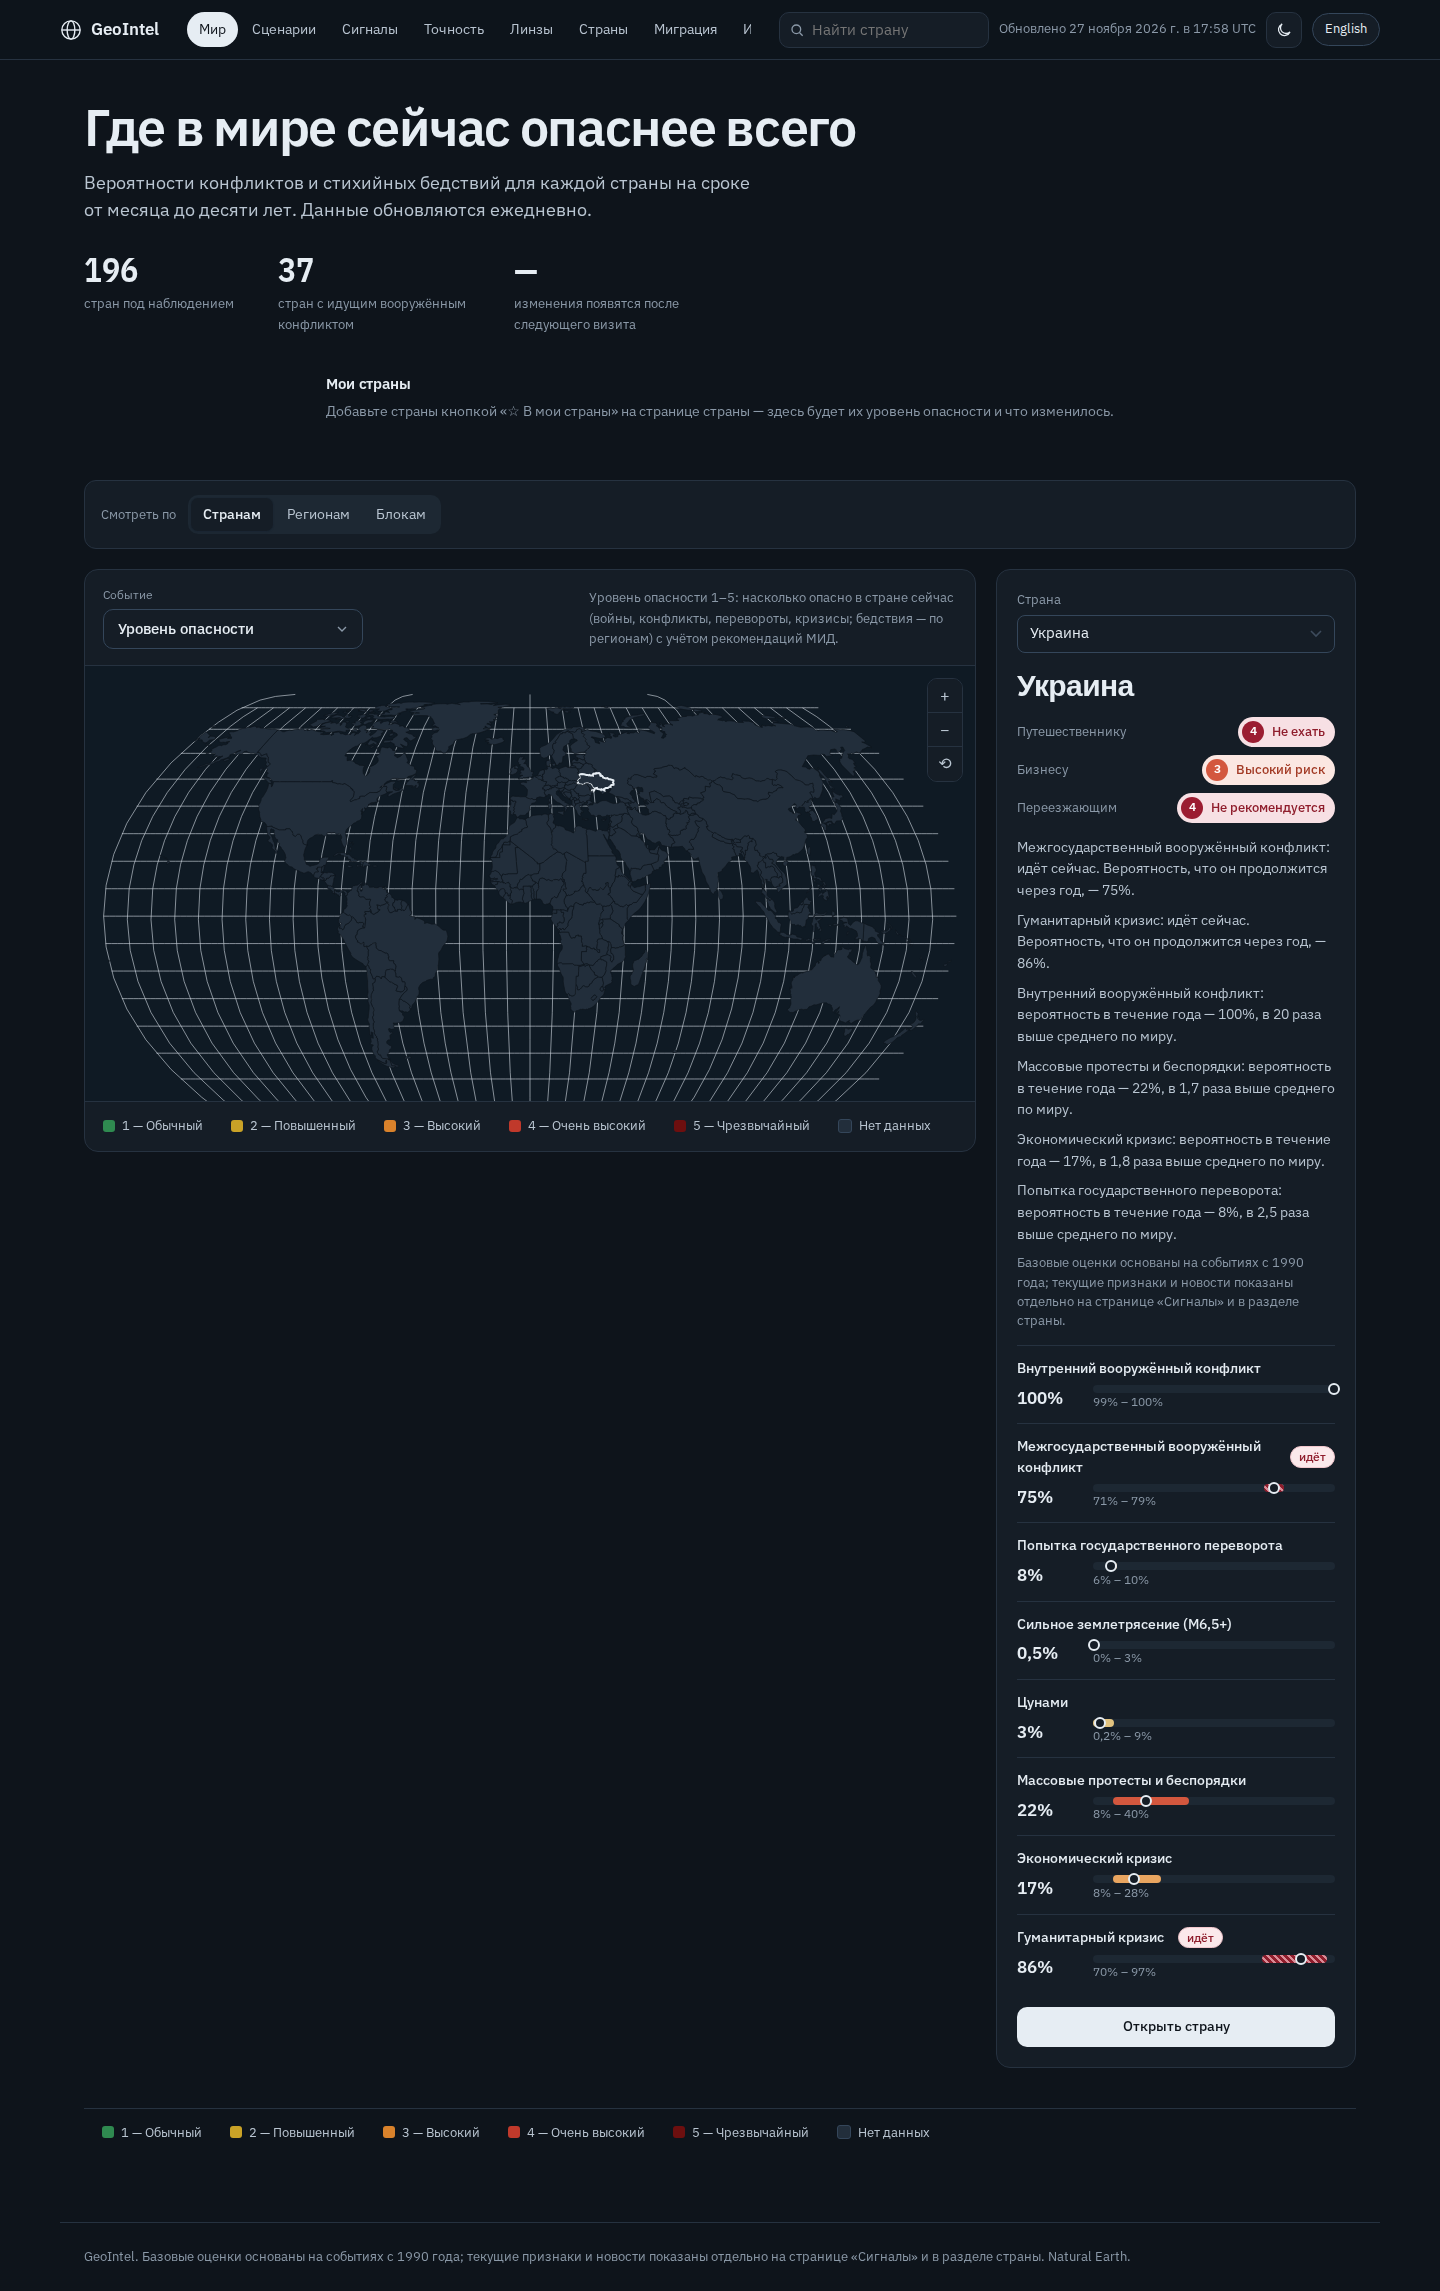 GeoIntel
Мир
Сценарии
Сигналы
Точность
Линзы
Страны
Миграция
И
Найти страну
Обновлено 27 ноября 2026 г. в 17:58 UTC
English
Где в мире сейчас опаснее всего
Вероятности конфликтов и стихийных бедствий для каждой страны на сроке
от месяца до десяти лет. Данные обновляются ежедневно.
196
стран под наблюдением
37
стран с идущим вооружённым
конфликтом
—
изменения появятся после
следующего визита
Мои страны
Добавьте страны кнопкой «☆ В мои страны» на странице страны — здесь будет их уровень опасности и что изменилось.
Смотреть по
Странам
Регионам
Блокам
Событие
Уровень опасности
Уровень опасности 1–5: насколько опасно в стране сейчас
(войны, конфликты, перевороты, кризисы; бедствия — по
регионам) с учётом рекомендаций МИД.
+
−
⟲
1 — Обычный
2 — Повышенный
3 — Высокий
4 — Очень высокий
5 — Чрезвычайный
Нет данных
Страна
Украина
Украина
Путешественнику
4 Не ехать
Бизнесу
3 Высокий риск
Переезжающим
4 Не рекомендуется
Межгосударственный вооружённый конфликт:
идёт сейчас. Вероятность, что он продолжится
через год, — 75%.
Гуманитарный кризис: идёт сейчас.
Вероятность, что он продолжится через год, —
86%.
Внутренний вооружённый конфликт:
вероятность в течение года — 100%, в 20 раза
выше среднего по миру.
Массовые протесты и беспорядки: вероятность
в течение года — 22%, в 1,7 раза выше среднего
по миру.
Экономический кризис: вероятность в течение
года — 17%, в 1,8 раза выше среднего по миру.
Попытка государственного переворота:
вероятность в течение года — 8%, в 2,5 раза
выше среднего по миру.
Базовые оценки основаны на событиях с 1990
года; текущие признаки и новости показаны
отдельно на странице «Сигналы» и в разделе
страны.
Внутренний вооружённый конфликт
100%
99% – 100%
Межгосударственный вооружённый
конфликт
идёт
75%
71% – 79%
Попытка государственного переворота
8%
6% – 10%
Сильное землетрясение (M6,5+)
0,5%
0% – 3%
Цунами
3%
0,2% – 9%
Массовые протесты и беспорядки
22%
8% – 40%
Экономический кризис
17%
8% – 28%
Гуманитарный кризис
идёт
86%
70% – 97%
Открыть страну
1 — Обычный
2 — Повышенный
3 — Высокий
4 — Очень высокий
5 — Чрезвычайный
Нет данных
GeoIntel. Базовые оценки основаны на событиях с 1990 года; текущие признаки и новости показаны отдельно на странице «Сигналы» и в разделе страны. Natural Earth.